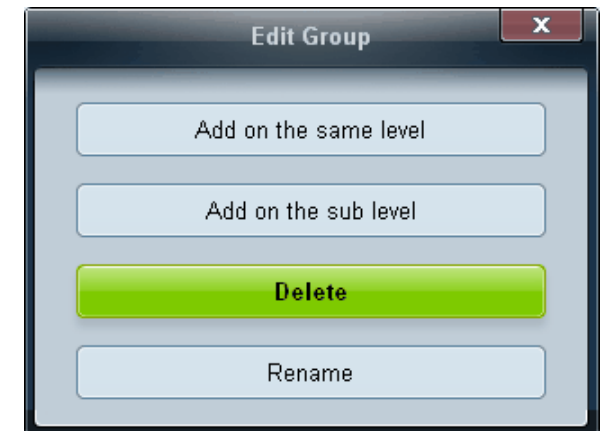 Edit Group
x
Add on the same level
Add on the sub level
Delete
Rename